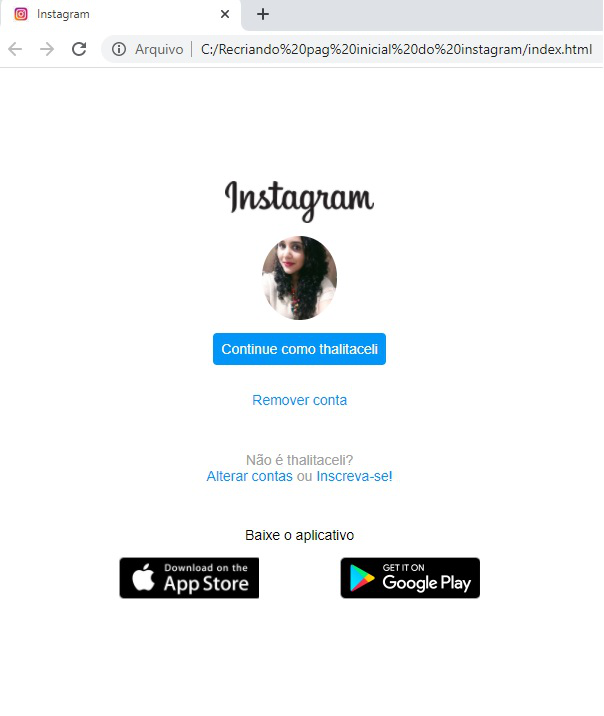 Instagram
Arquivo C:/Recriando%20pag%20inicial%20do%20instagram/index.html
Instagram
Continue como thalitaceli
Remover conta
Não é thalitaceli?
Alterar contas ou Inscreva-se!
Baixe o aplicativo
Download on the
App Store
GET IT ON
Google Play